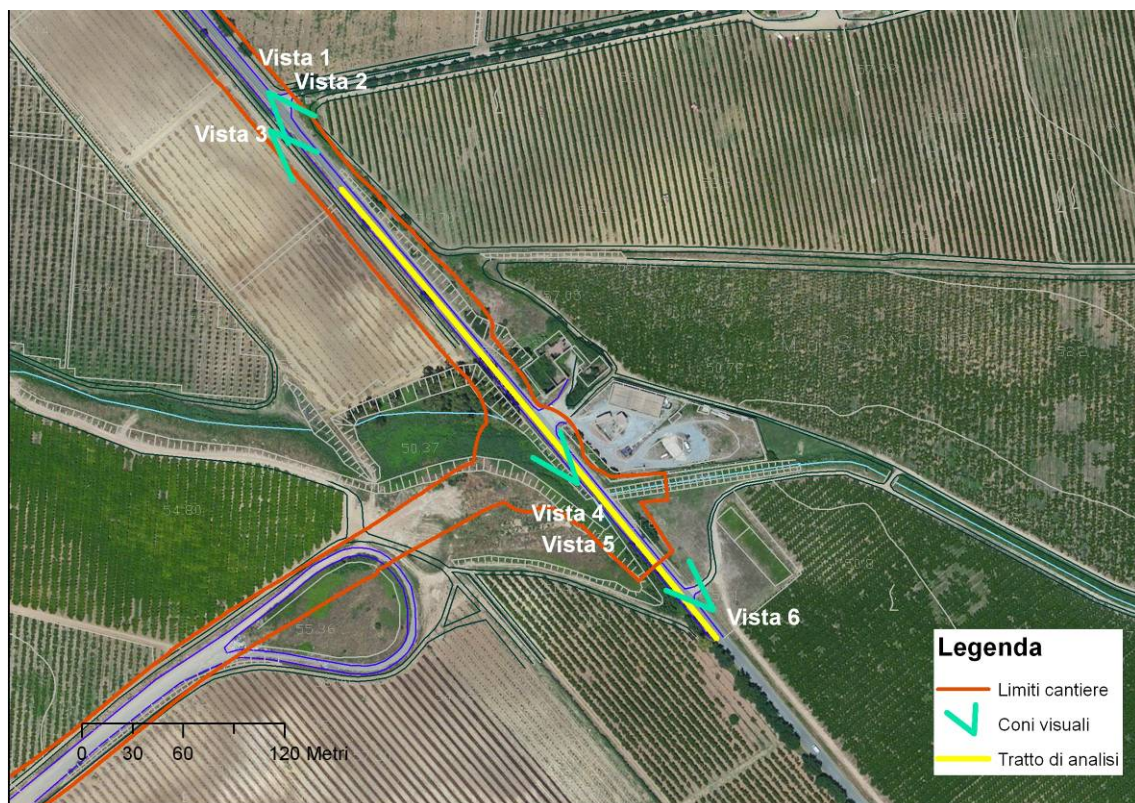 Vista 1
Vista 2
Vista 3
50.37
54.80
Vista 4
Vista 5
55.36
Vista 6
0 30 60 120 Metri
Legenda
Limiti cantiere
Coni visuali
Tratto di analisi